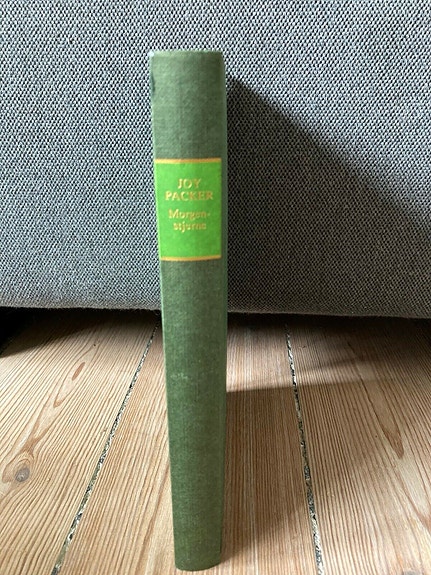 JOY
PACKER
Morgen-
stjerne